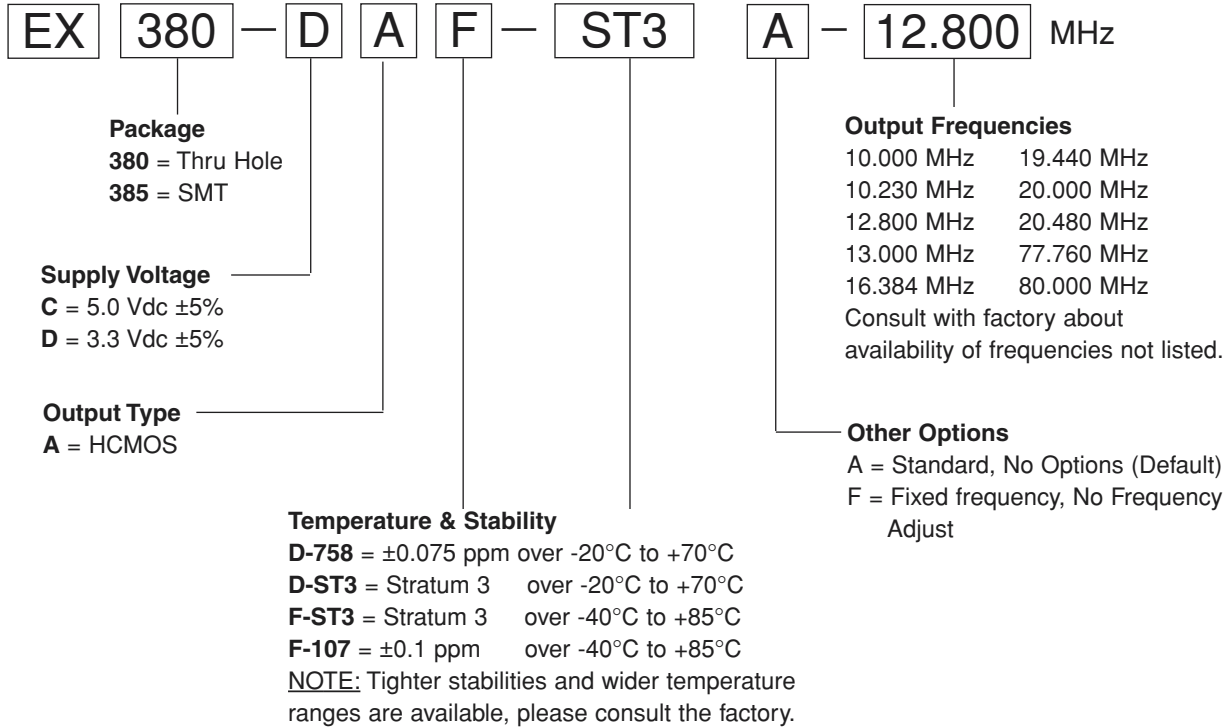 EX 380 — D A F — ST3 A – 12.800 MHz
Package
380 = Thru Hole
385 = SMT
Supply Voltage
C = 5.0 Vdc ±5%
D = 3.3 Vdc ±5%
Output Type
A = HCMOS
Temperature & Stability
D-758 = ±0.075 ppm over -20°C to +70°C
D-ST3 = Stratum 3 over -20°C to +70°C
F-ST3 = Stratum 3 over -40°C to +85°C
F-107 = ±0.1 ppm over -40°C to +85°C
NOTE: Tighter stabilities and wider temperature
ranges are available, please consult the factory.
Output Frequencies
10.000 MHz 19.440 MHz
10.230 MHz 20.000 MHz
12.800 MHz 20.480 MHz
13.000 MHz 77.760 MHz
16.384 MHz 80.000 MHz
Consult with factory about
availability of frequencies not listed.
Other Options
A = Standard, No Options (Default)
F = Fixed frequency, No Frequency
Adjust